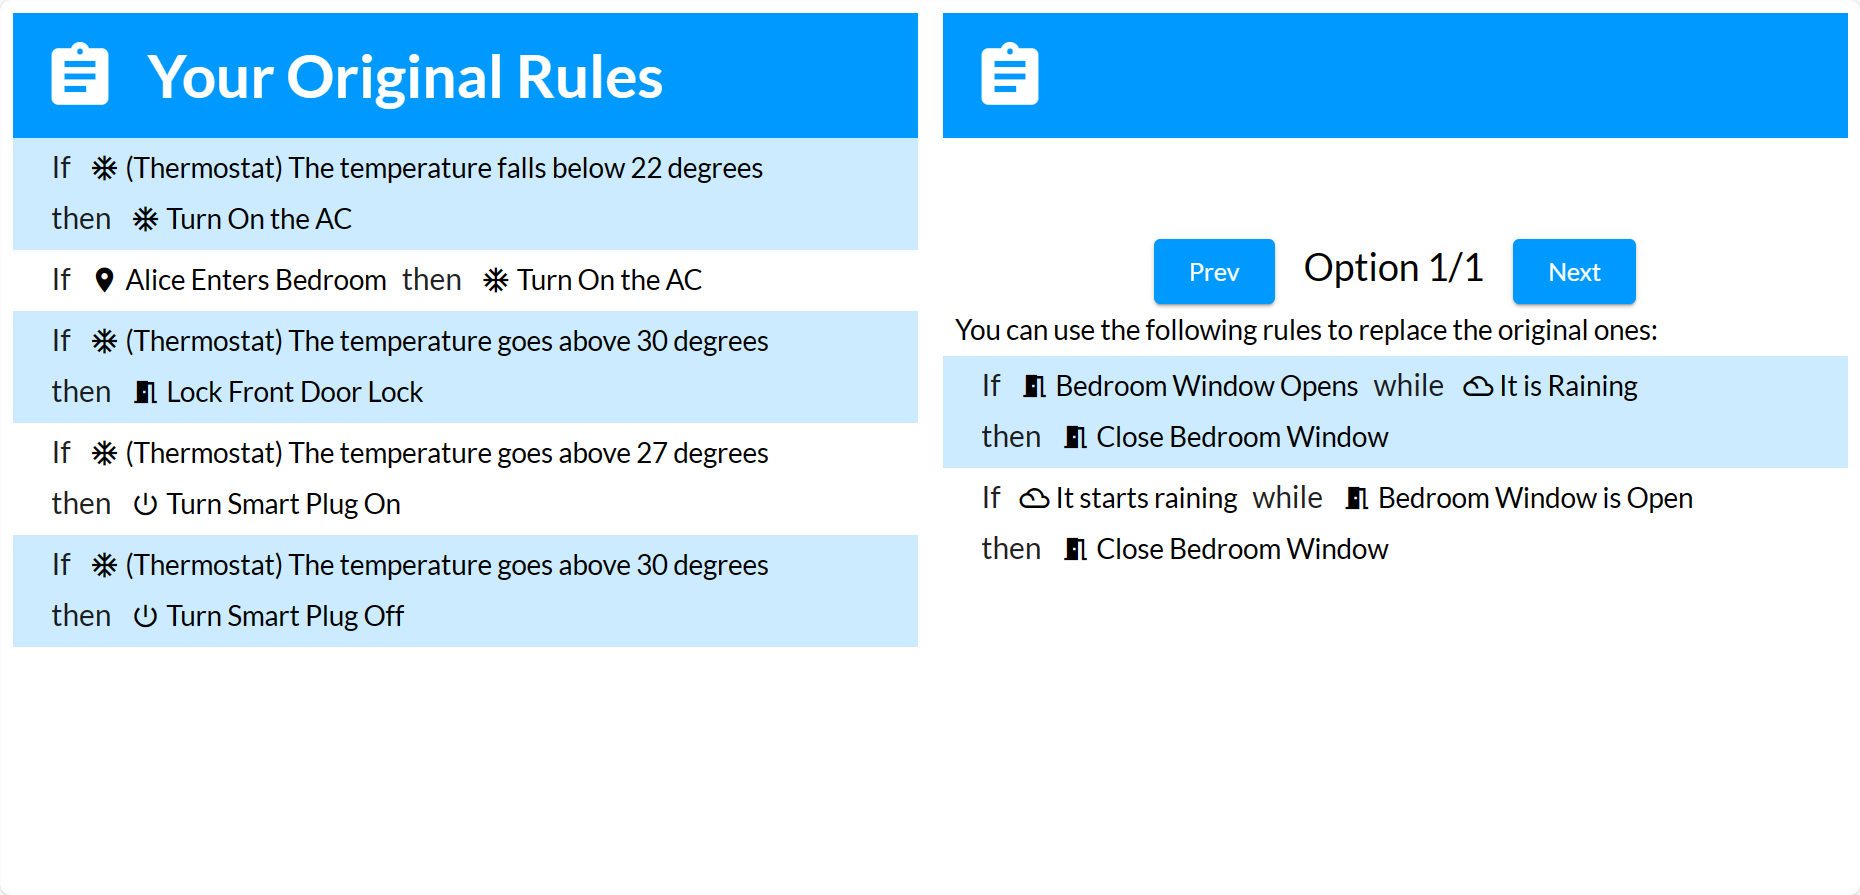 Your Original Rules
If (Thermostat) The temperature falls below 22 degrees
then Turn On the AC
If Alice Enters Bedroom then Turn On the AC
If (Thermostat) The temperature goes above 30 degrees
then Lock Front Door Lock
If (Thermostat) The temperature goes above 27 degrees
then Turn Smart Plug On
If (Thermostat) The temperature goes above 30 degrees
then Turn Smart Plug Off
Prev Option 1/1 Next
You can use the following rules to replace the original ones:
If Bedroom Window Opens while It is Raining
then Close Bedroom Window
If It starts raining while Bedroom Window is Open
then Close Bedroom Window